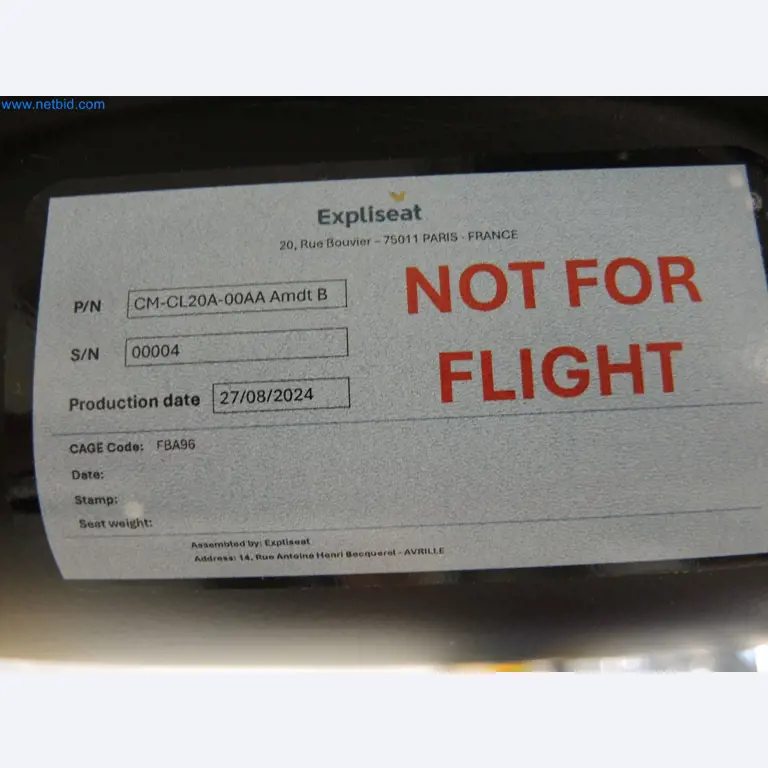 www.netbid.com
Expliseat
20, Rue Bouvier – 75011 PARIS - FRANCE
P/N CM-CL20A-00AA Amdt B
S/N 00004
Production date 27/08/2024
NOT FOR
FLIGHT
CAGE Code: FBA96
Date:
Stamp:
Seat weight:
Assembled by: Expliseat
Address: 14, Rue Antoine Henri Becquerel - AVRILLE